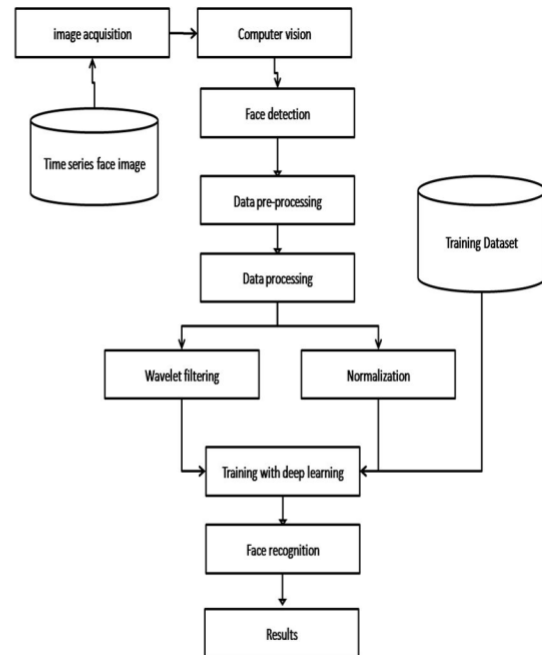 image acquisition
Computer vision
Face detection
Time series face image
Data pre-processing
Training Dataset
Data processing
Wavelet filtering
Normalization
Training with deep learning
Face recognition
Results